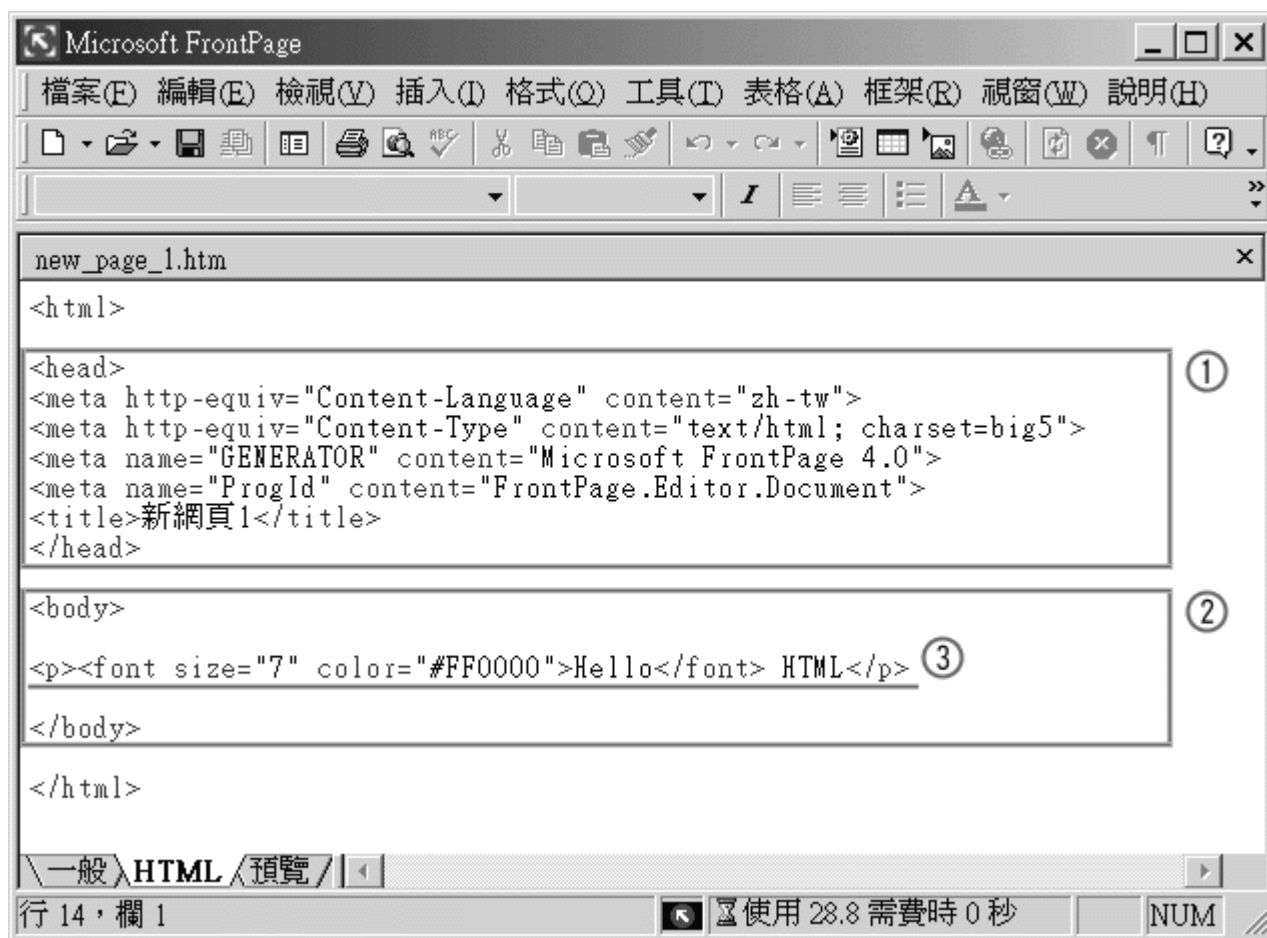 Microsoft FrontPage
檔案(F) 編輯(E) 檢視(V) 插入(I) 格式(O) 工具(T) 表格(A) 框架(R) 視窗(W) 說明(H)
ABC
I A
new_page_1.htm
<html>
<head>
①
<meta http-equiv="Content-Language" content="zh-tw">
<meta http-equiv="Content-Type" content="text/html; charset=big5">
<meta name="GENERATOR" content="Microsoft FrontPage 4.0">
<meta name="ProgId" content="FrontPage.Editor.Document">
<title>新網頁1</title>
</head>
<body>
②
<p><font size="7" color="#FF0000">Hello</font> HTML</p>
③
</body>
</html>
一般 HTML 預覽
行 14，欄 1 使用 28.8 需費時 0 秒 NUM